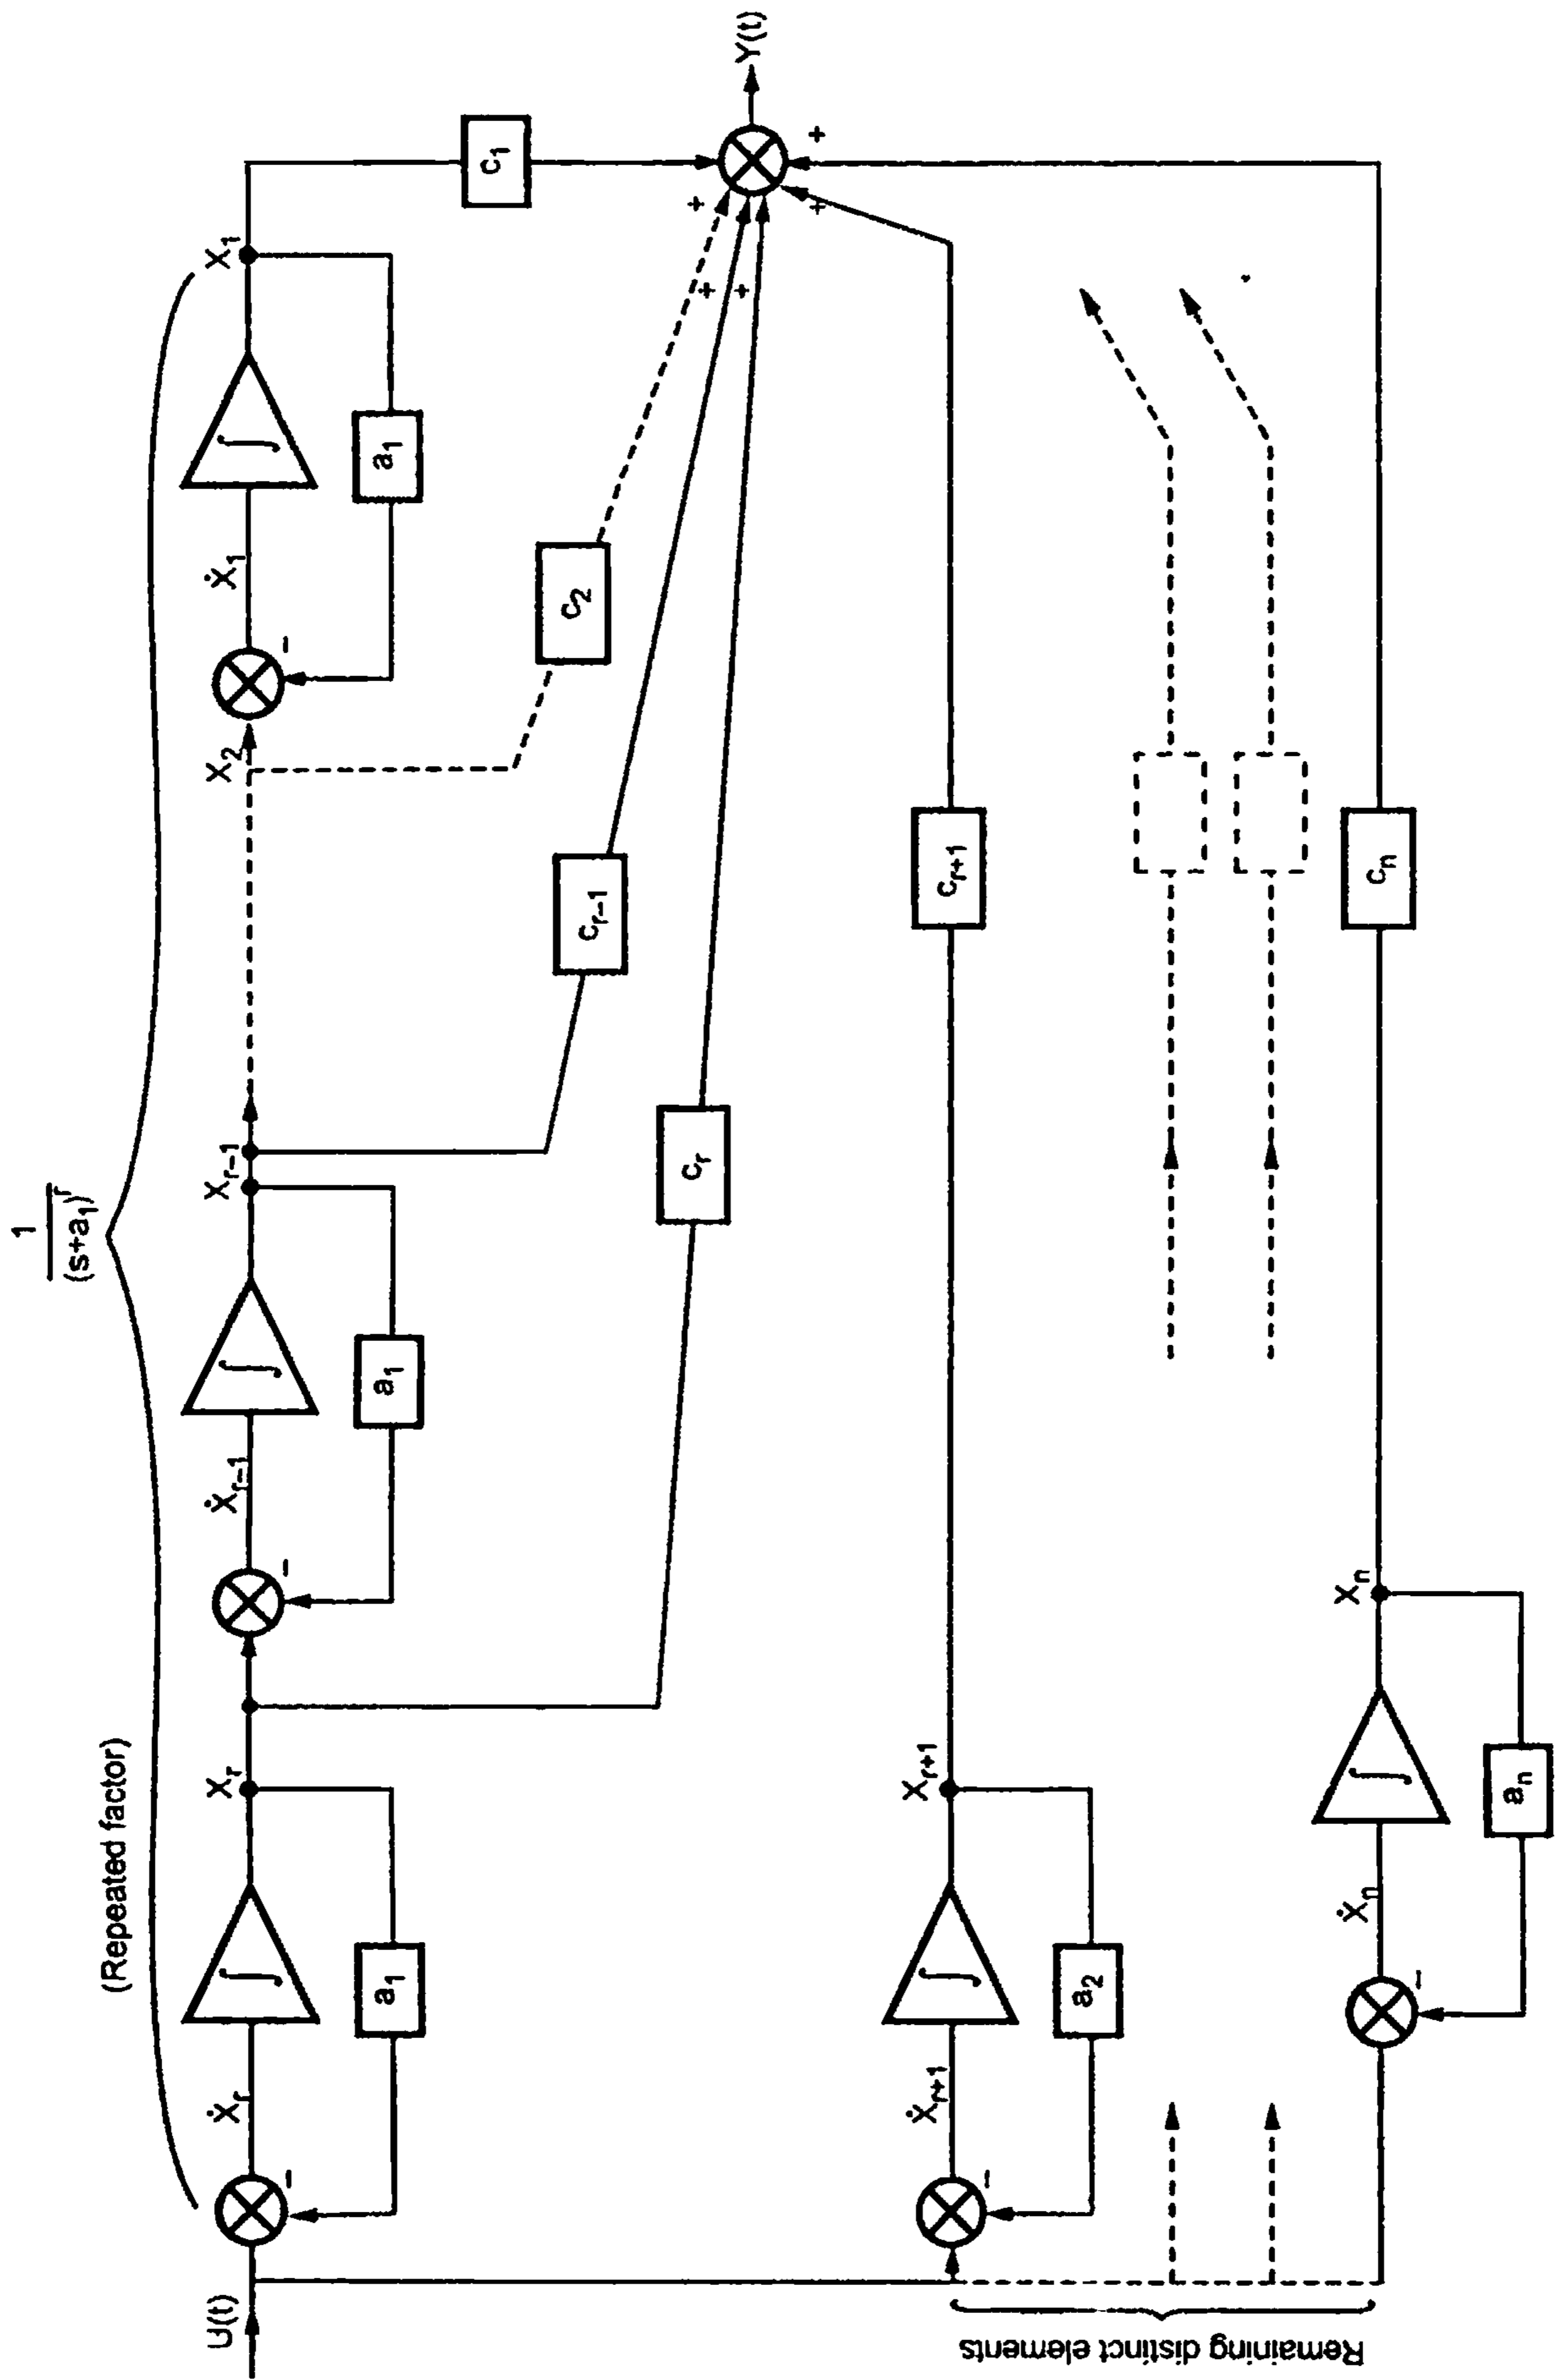 1
(s+a₁)ʳ
(Repeated factor)
U(t)
Ẋᵣ
∫
Xᵣ
Ẋᵣ₋₁
∫
Xᵣ₋₁
X₂
Ẋ₁
∫
X₁
−
a₁
−
a₁
−
a₁
cᵣ
cᵣ₋₁
c₂
c₁
+
+
+
+
+
Y(t)
Ẋᵣ₊₁
∫
Xᵣ₊₁
−
a₂
cᵣ₊₁
Ẋₙ
∫
Xₙ
−
aₙ
cₙ
Remaining distinct elements